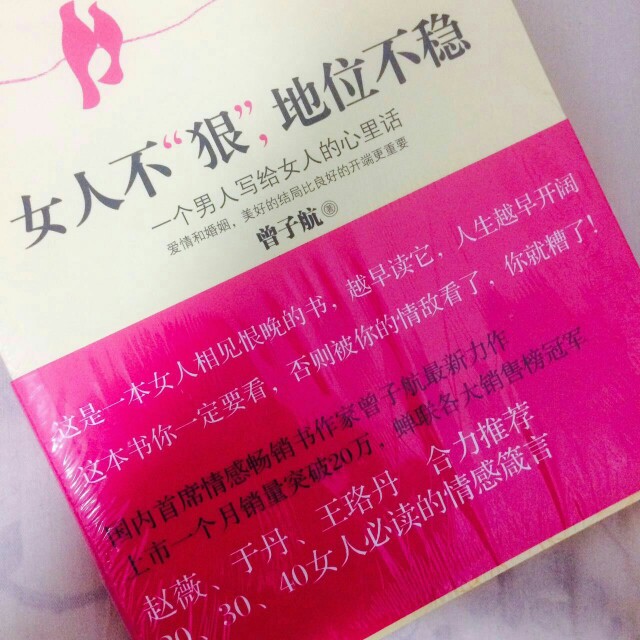 女人不“狠”，地位不稳
一个男人写给女人的心里话
爱情和婚姻，美好的结局比良好的开端更重要
曾子航 著
这是一本女人相见恨晚的书，越早读它，人生越早开阔
这本书你一定要看，否则被你的情敌看了，你就糟了！
国内首席情感畅销书作家曾子航最新力作
上市一个月销量突破20万，蝉联各大销售榜冠军
赵薇、于丹、王珞丹 合力推荐
20、30、40女人必读的情感箴言